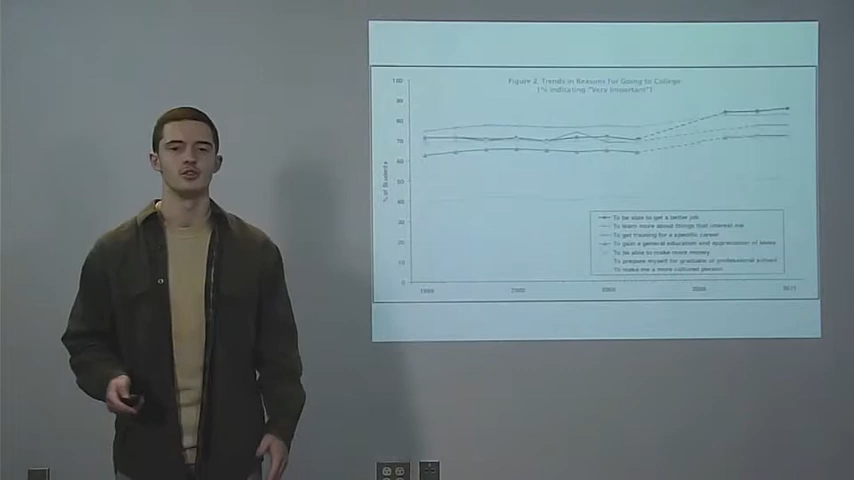 Figure 2. Trends in Reasons for Going to College
(% Indicating "Very Important")
100
90
80
70
60
50
40
30
20
10
0
% of Students
To be able to get a better job
To learn more about things that interest me
To get training for a specific career
To gain a general education and appreciation of ideas
To be able to make more money
To prepare myself for graduate or professional school
To make me a more cultured person